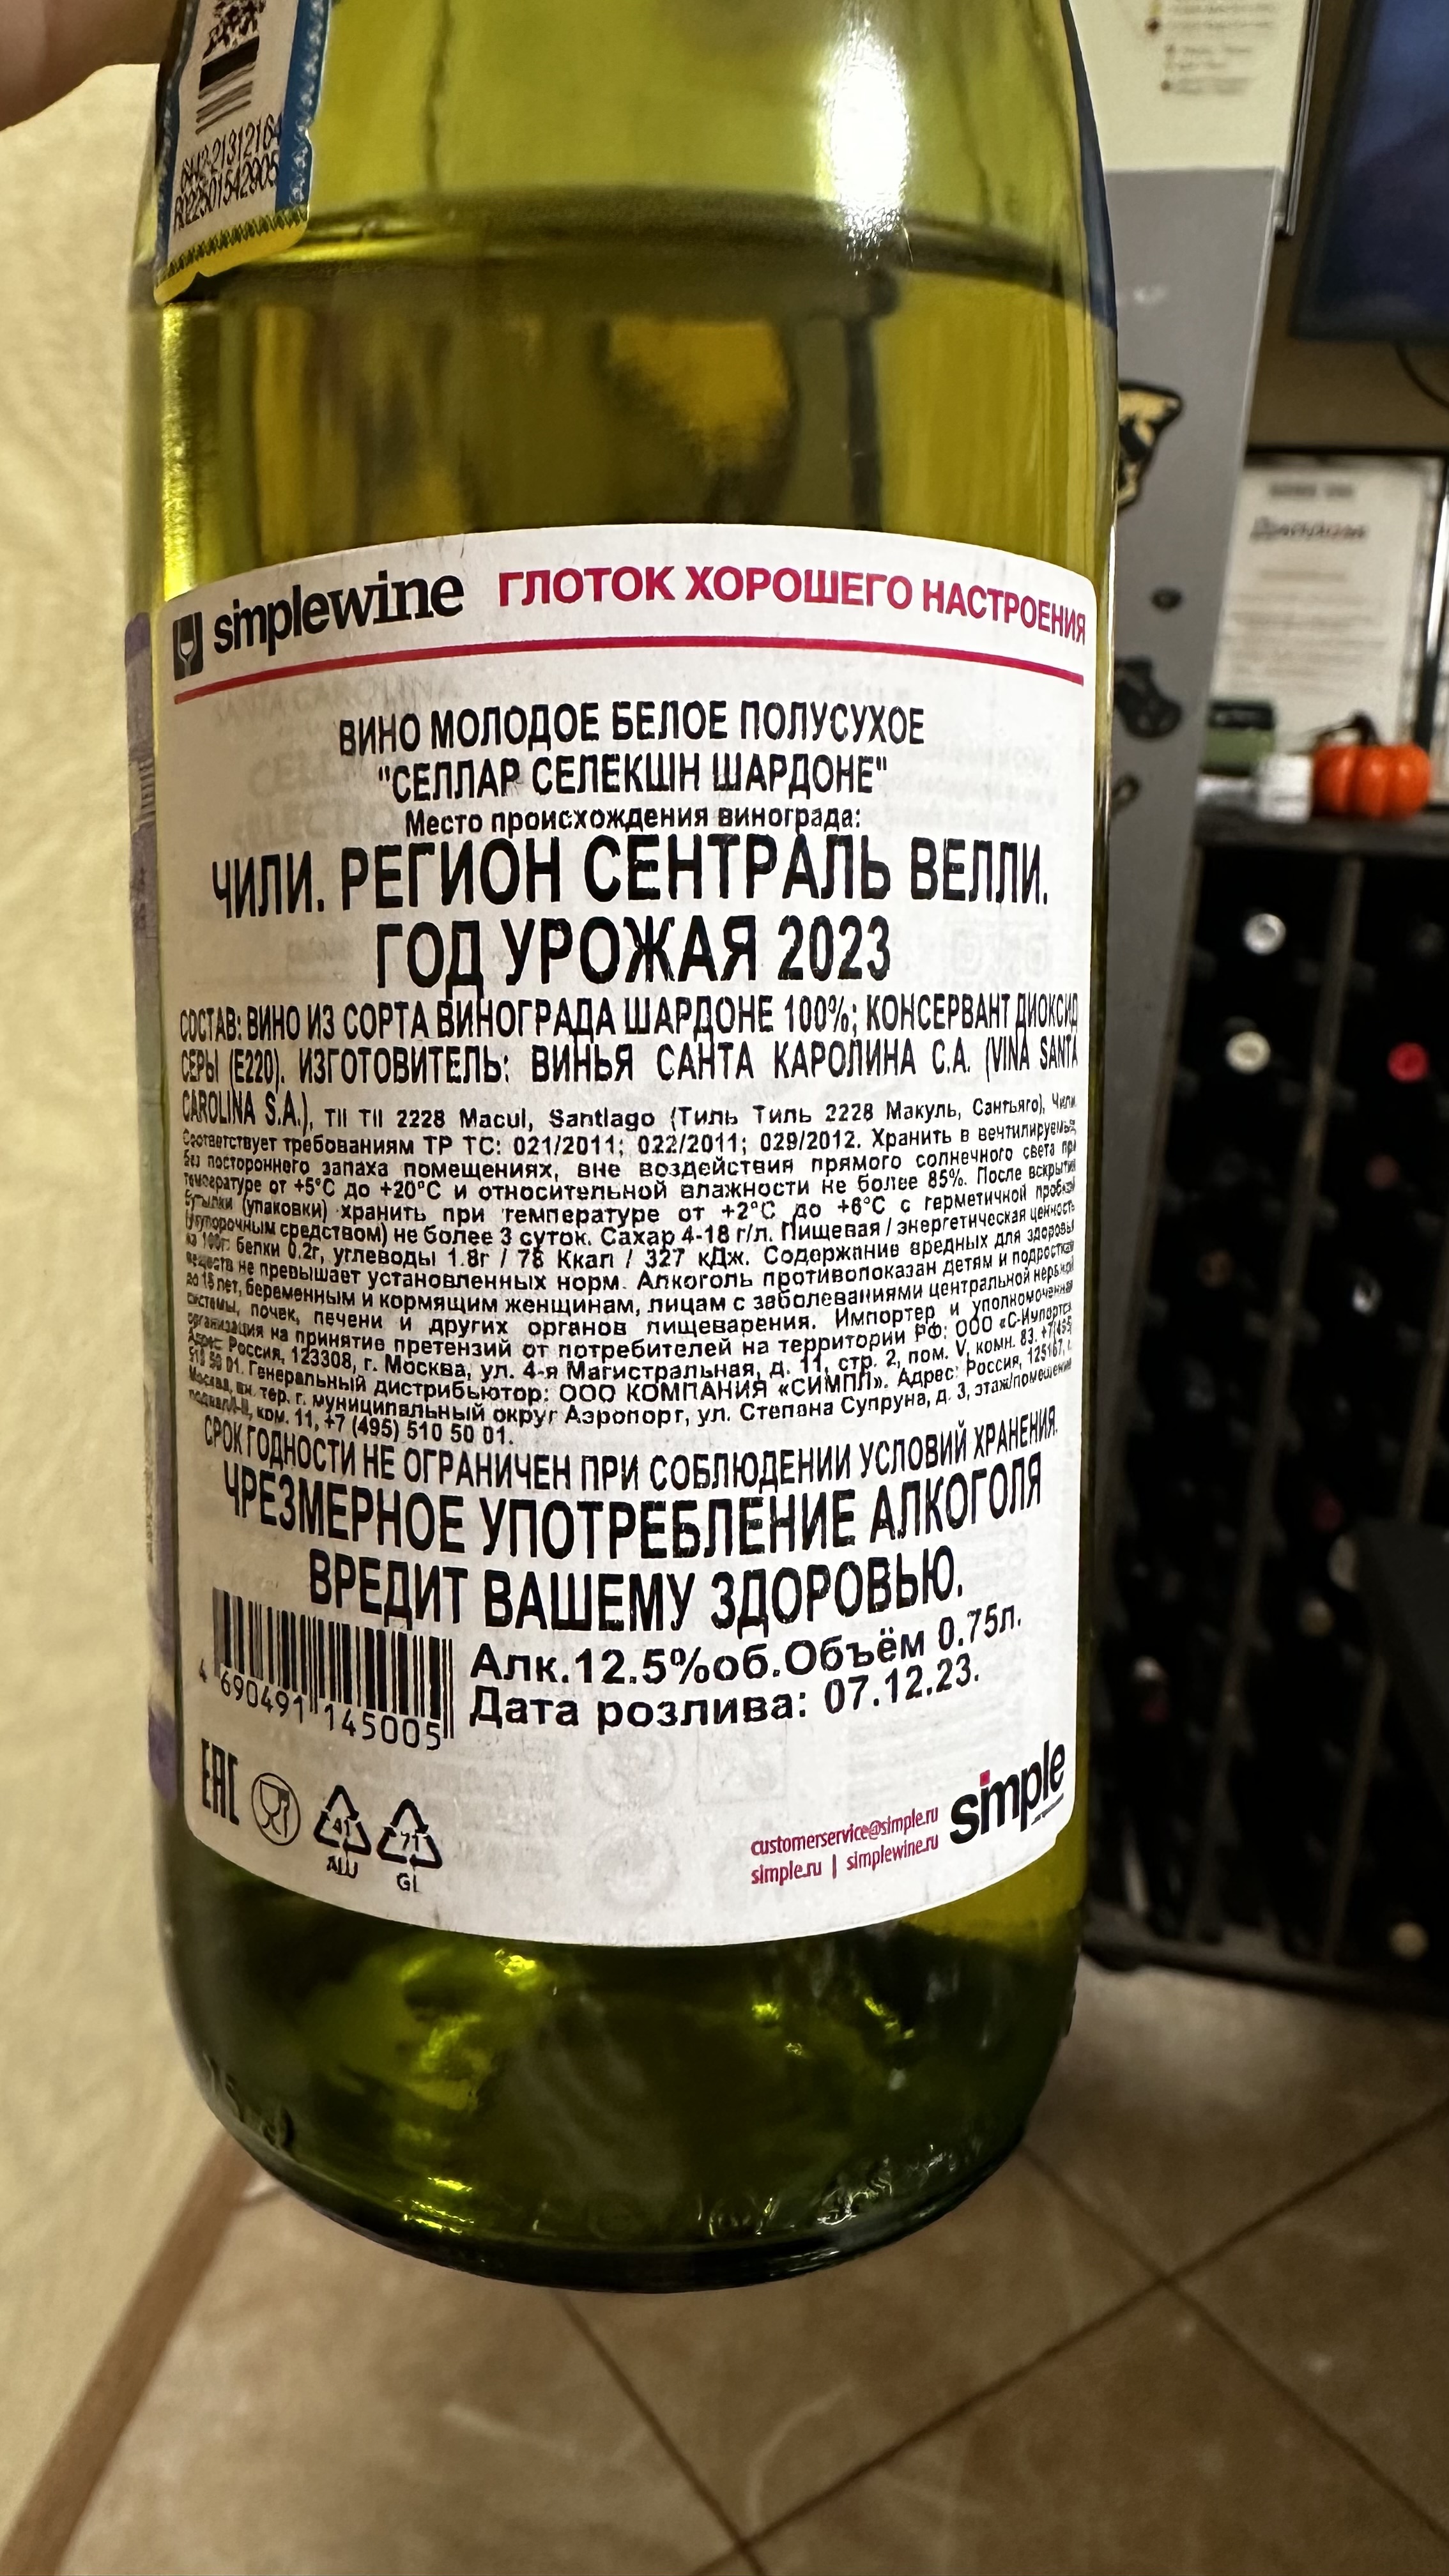 simplewine ГЛОТОК ХОРОШЕГО НАСТРОЕНИЯ
ВИНО МОЛОДОЕ БЕЛОЕ ПОЛУСУХОЕ
"СЕЛЛАР СЕЛЕКШН ШАРДОНЕ"
Место происхождения винограда:
ЧИЛИ. РЕГИОН СЕНТРАЛЬ ВЕЛЛИ.
ГОД УРОЖАЯ 2023
СОСТАВ: ВИНО ИЗ СОРТА ВИНОГРАДА ШАРДОНЕ 100%; КОНСЕРВАНТ ДИОКСИД
СЕРЫ (E220). ИЗГОТОВИТЕЛЬ: ВИНЬЯ САНТА КАРОЛИНА С.А. (VINA SANTA
CAROLINA S.A.), Til Til 2228 Macul, Santiago (Тиль Тиль 2228 Макуль, Сантьяго), Чили.
Соответствует требованиям ТР ТС: 021/2011; 022/2011; 029/2012. Хранить в вентилируемых,
без постороннего запаха помещениях, вне воздействия прямого солнечного света при
температуре от +5°С до +20°С и относительной влажности не более 85%. После вскрытия
бутылки (упаковки) хранить при температуре от +2°С до +6°С с герметичной пробкой
(укупорочным средством) не более 3 суток. Сахар 4-18 г/л. Пищевая / энергетическая ценность
на 100г: белки 0.2г, углеводы 1.8г / 78 Ккал / 327 кДж. Содержание вредных для здоровья
веществ не превышает установленных норм. Алкоголь противопоказан детям и подросткам
до 18 лет, беременным и кормящим женщинам, лицам с заболеваниями центральной нервной
системы, почек, печени и других органов пищеварения. Импортер и уполномоченная
организация на принятие претензий от потребителей на территории РФ: ООО «С-Импорт».
Адрес: Россия, 123308, г. Москва, ул. 4-я Магистральная, д. 11, стр. 2, пом. V, комн. 83, +7(495)
510 50 01. Генеральный дистрибьютор: ООО КОМПАНИЯ «СИМПЛ». Адрес: Россия, 125167, г.
Москва, вн. тер. г. муниципальный округ Аэропорт, ул. Степана Супруна, д. 3, этаж/помещение
подвал/I-II, ком. 11, +7 (495) 510 50 01.
СРОК ГОДНОСТИ НЕ ОГРАНИЧЕН ПРИ СОБЛЮДЕНИИ УСЛОВИЙ ХРАНЕНИЯ.
ЧРЕЗМЕРНОЕ УПОТРЕБЛЕНИЕ АЛКОГОЛЯ
ВРЕДИТ ВАШЕМУ ЗДОРОВЬЮ.
Алк.12.5%об.Объём 0.75л.
Дата розлива: 07.12.23.
4 690491 145005
ЕАС
41
ALU
71
GL
customerservice@simple.ru
simple.ru | simplewine.ru
simple
Диплом